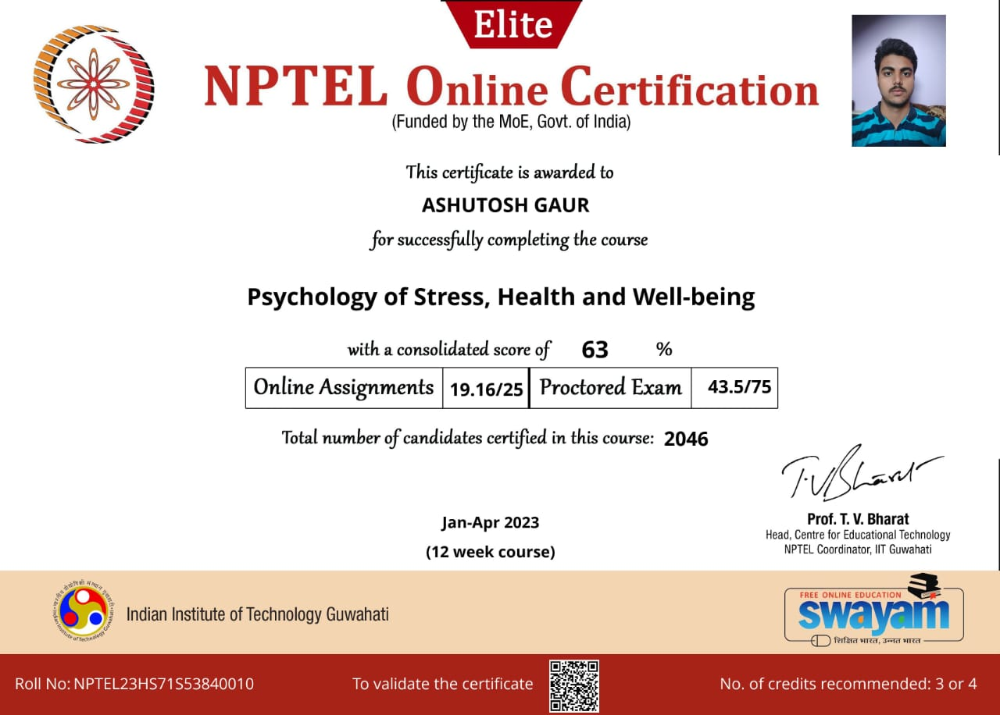 Elite
NPTEL Online Certification
(Funded by the MoE, Govt. of India)
This certificate is awarded to
ASHUTOSH GAUR
for successfully completing the course
Psychology of Stress, Health and Well-being
with a consolidated score of 63 %
Online Assignments 19.16/25 Proctored Exam 43.5/75
Total number of candidates certified in this course: 2046
T.V Bharat
Jan-Apr 2023
(12 week course)
Prof. T. V. Bharat
Head, Centre for Educational Technology
NPTEL Coordinator, IIT Guwahati
Indian Institute of Technology Guwahati
Indian Institute of Technology Guwahati
FREE ONLINE EDUCATION
swayam
शिक्षित भारत, उन्नत भारत
Roll No: NPTEL23HS71S53840010
To validate the certificate
No. of credits recommended: 3 or 4